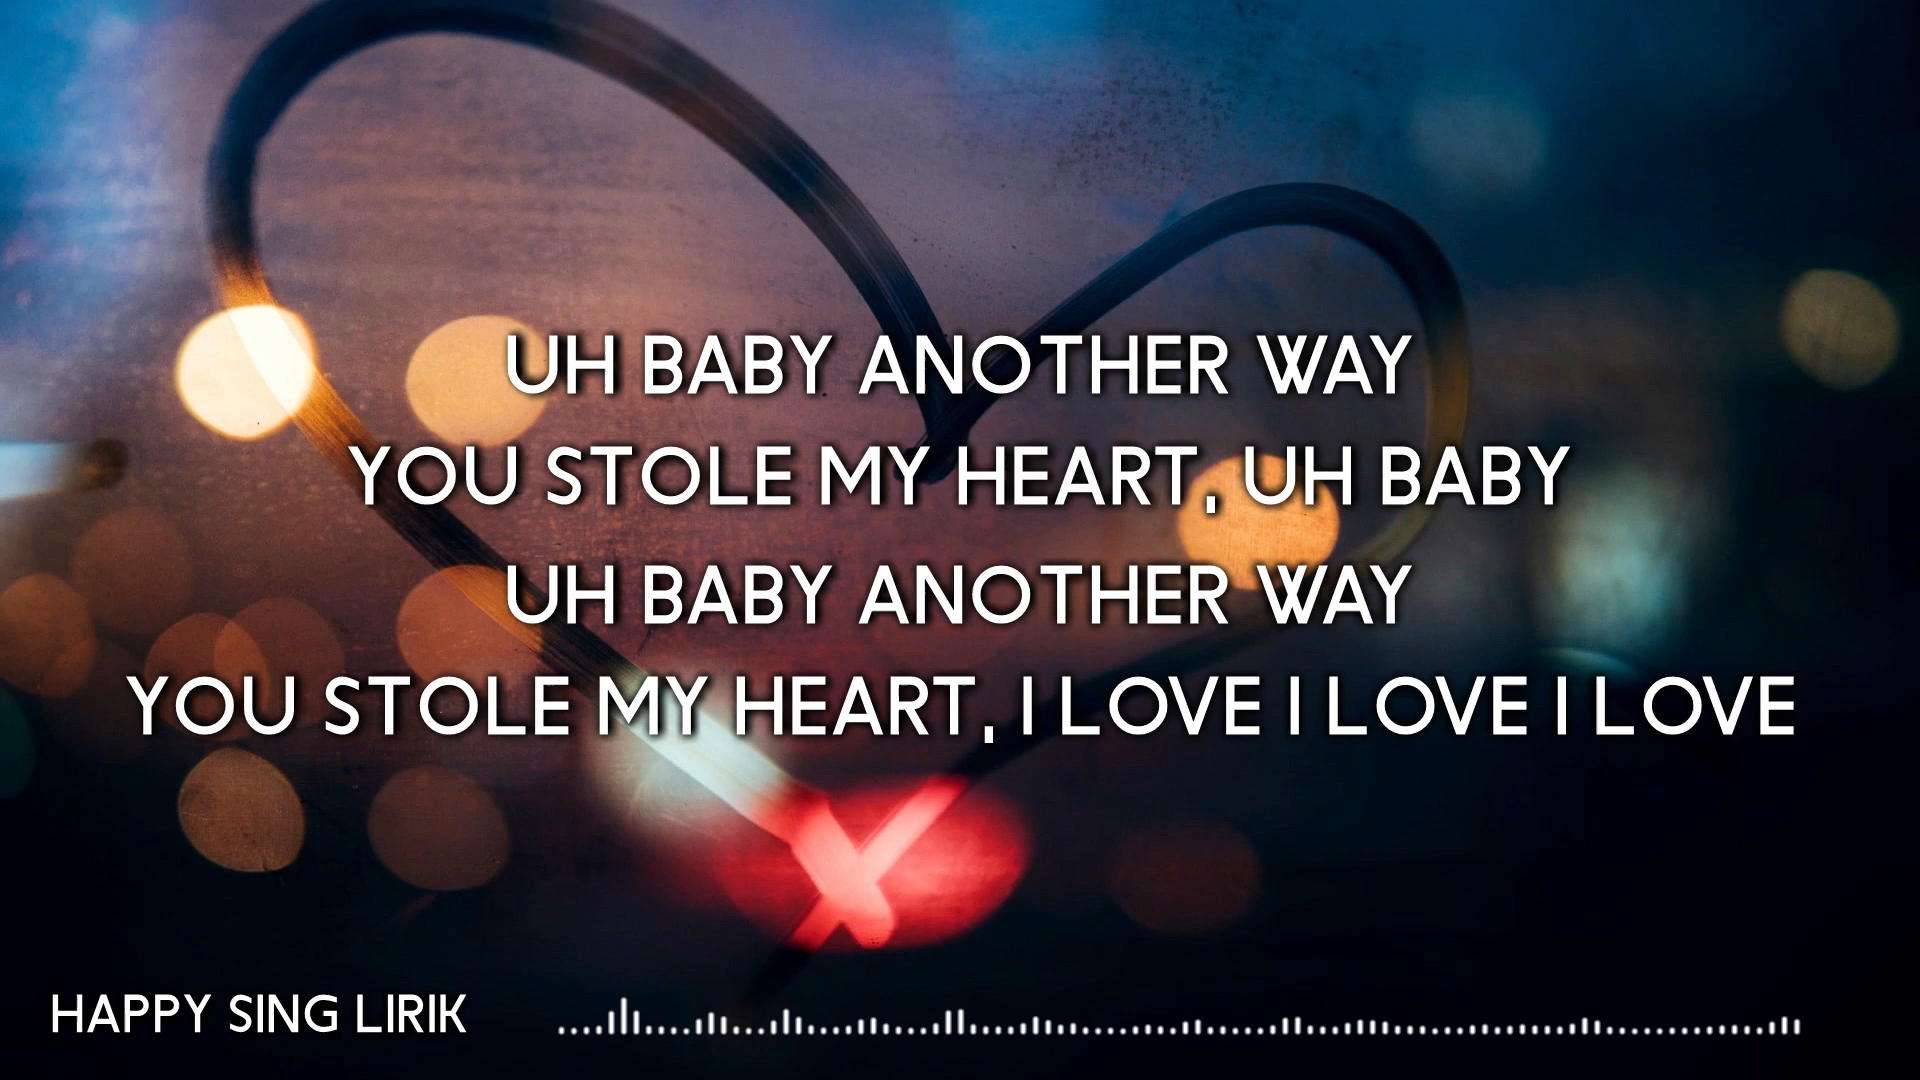 UH BABY ANOTHER WAY
YOU STOLE MY HEART, UH BABY
UH BABY ANOTHER WAY
YOU STOLE MY HEART, I LOVE I LOVE I LOVE
HAPPY SING LIRIK